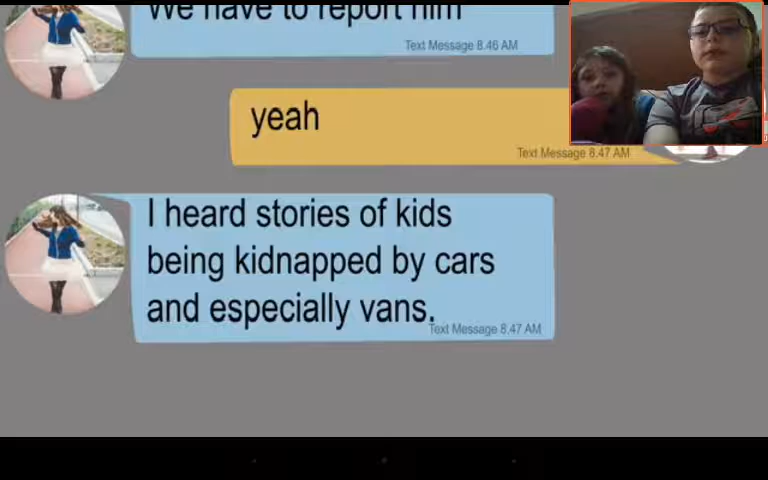 We have to report him
Text Message 8.46 AM
yeah
Text Message 8.47 AM
I heard stories of kids
being kidnapped by cars
and especially vans.
Text Message 8.47 AM